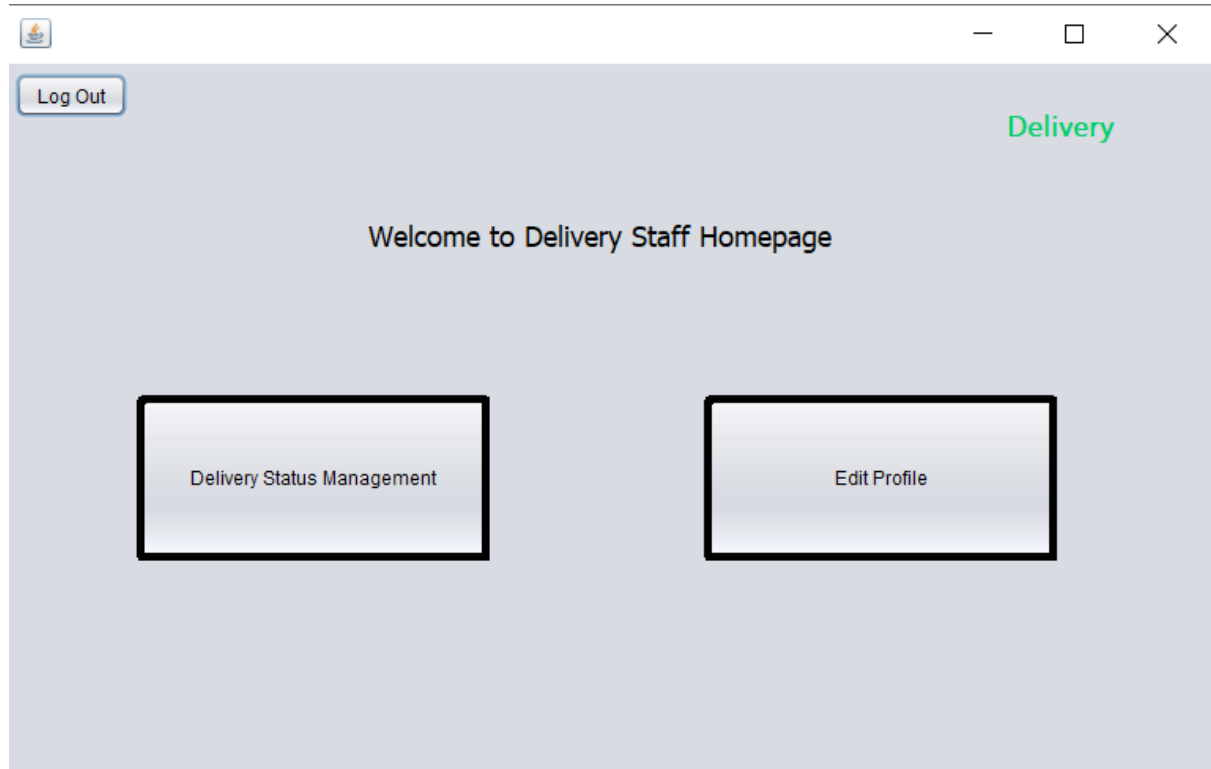 Log Out
Delivery
Welcome to Delivery Staff Homepage
Delivery Status Management
Edit Profile